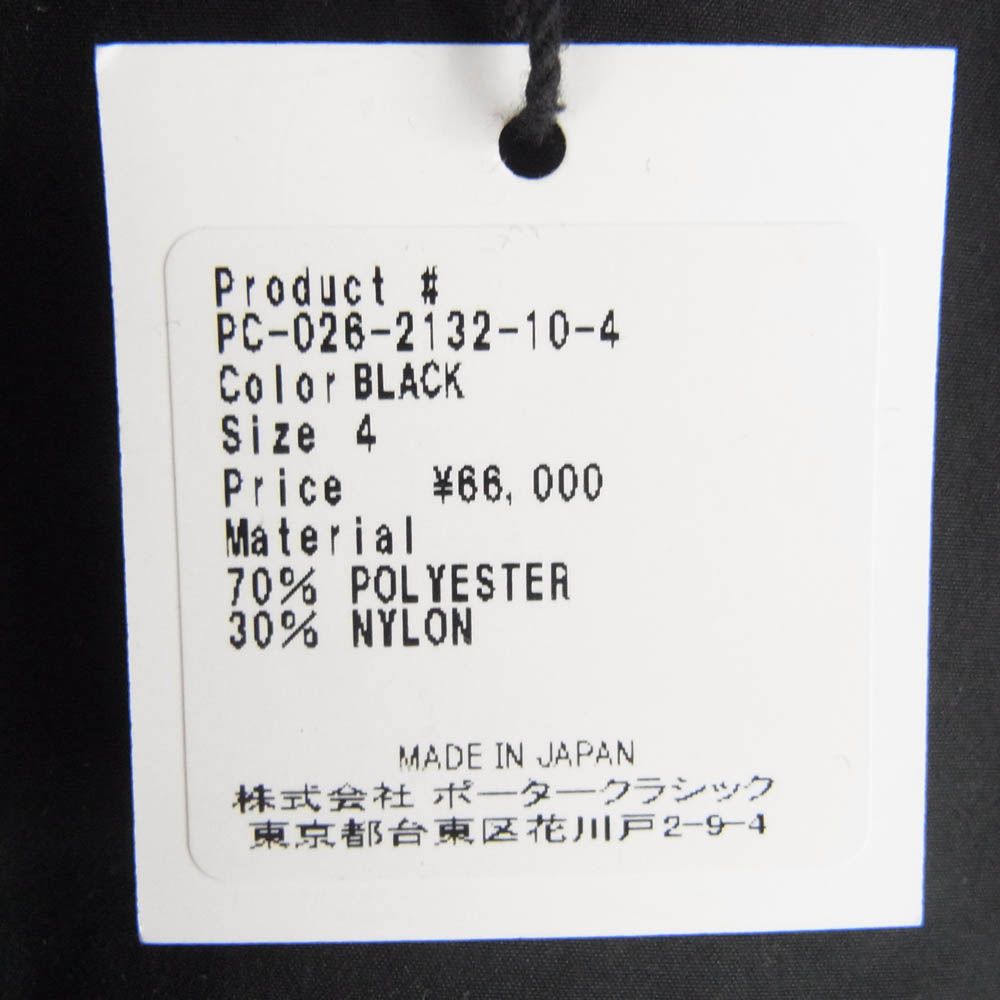 Product #
PC-026-2132-10-4
Color BLACK
Size 4
Price ¥66,000
Material
70% POLYESTER
30% NYLON
MADE IN JAPAN
株式会社 ポータークラシック
東京都台東区花川戸2-9-4